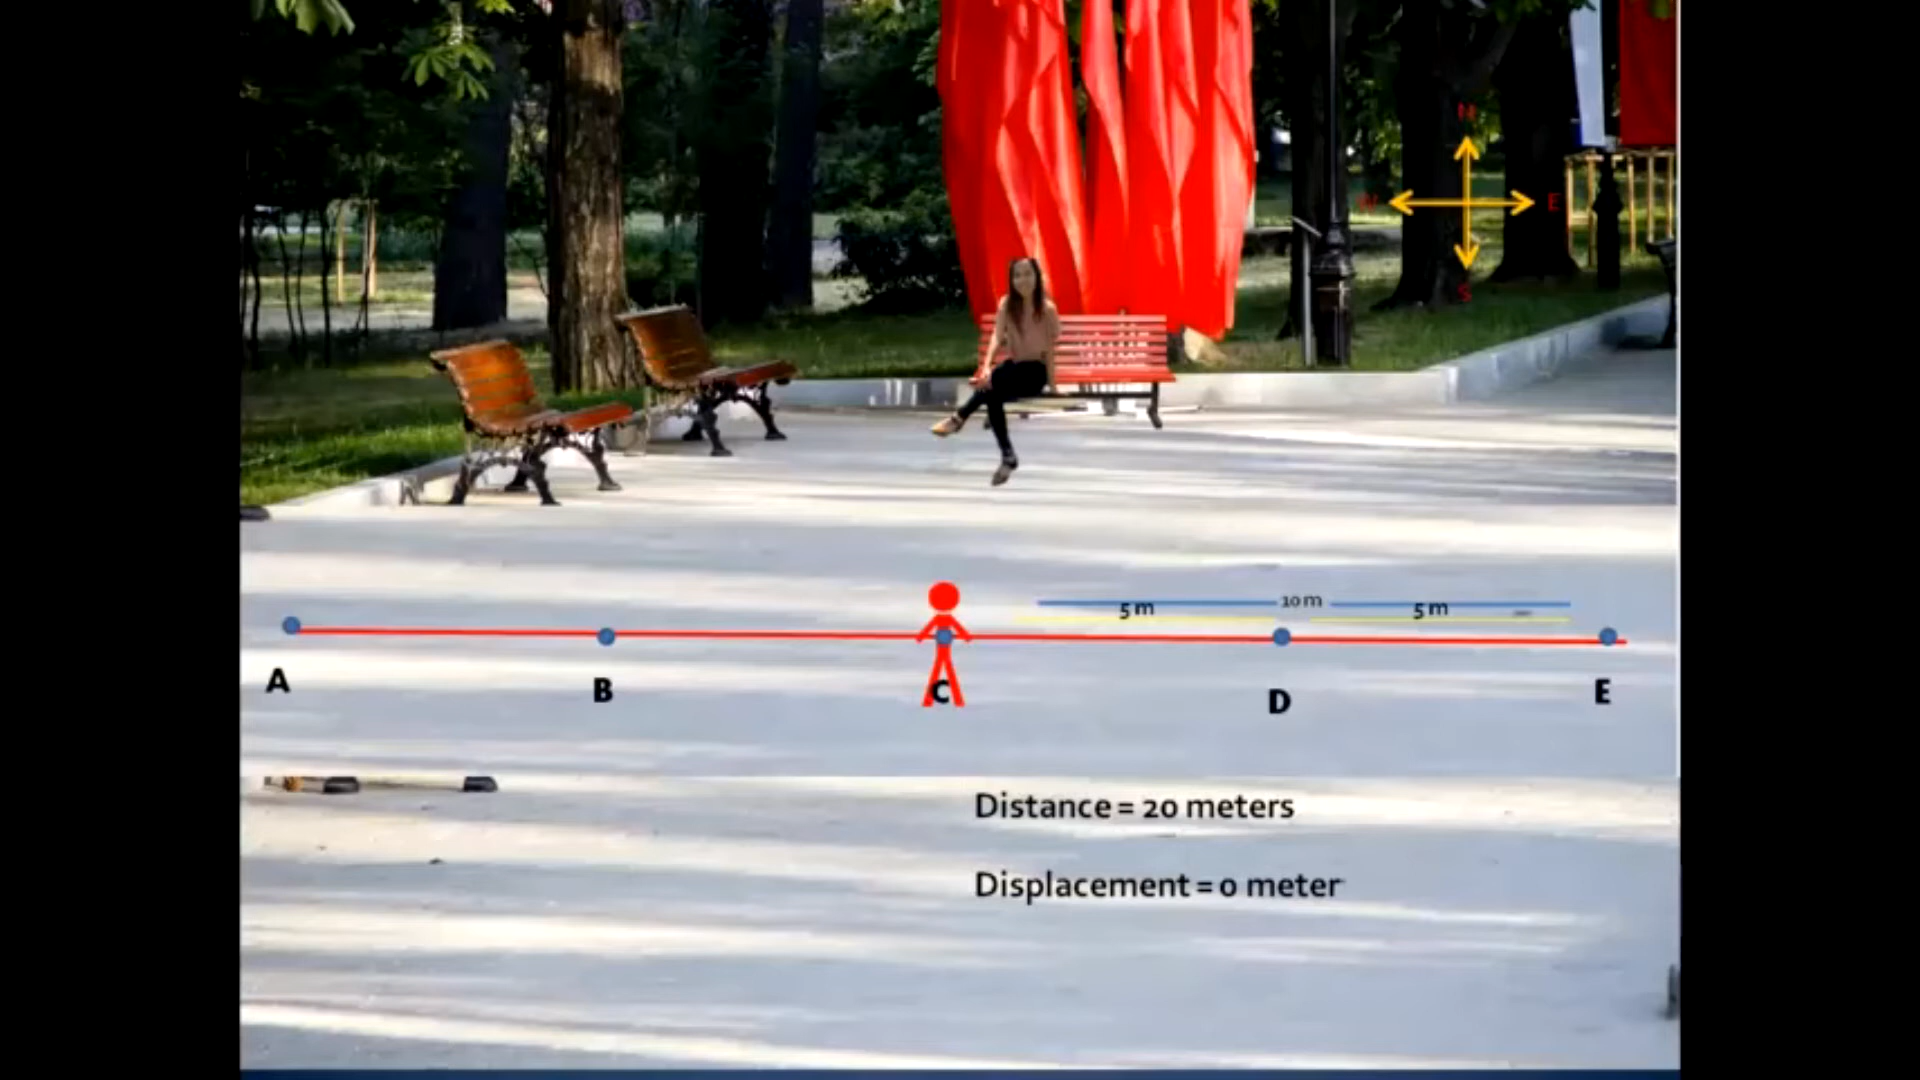 N
W E
S
5 m 10 m 5 m
A B C D E
Distance = 20 meters
Displacement = 0 meter